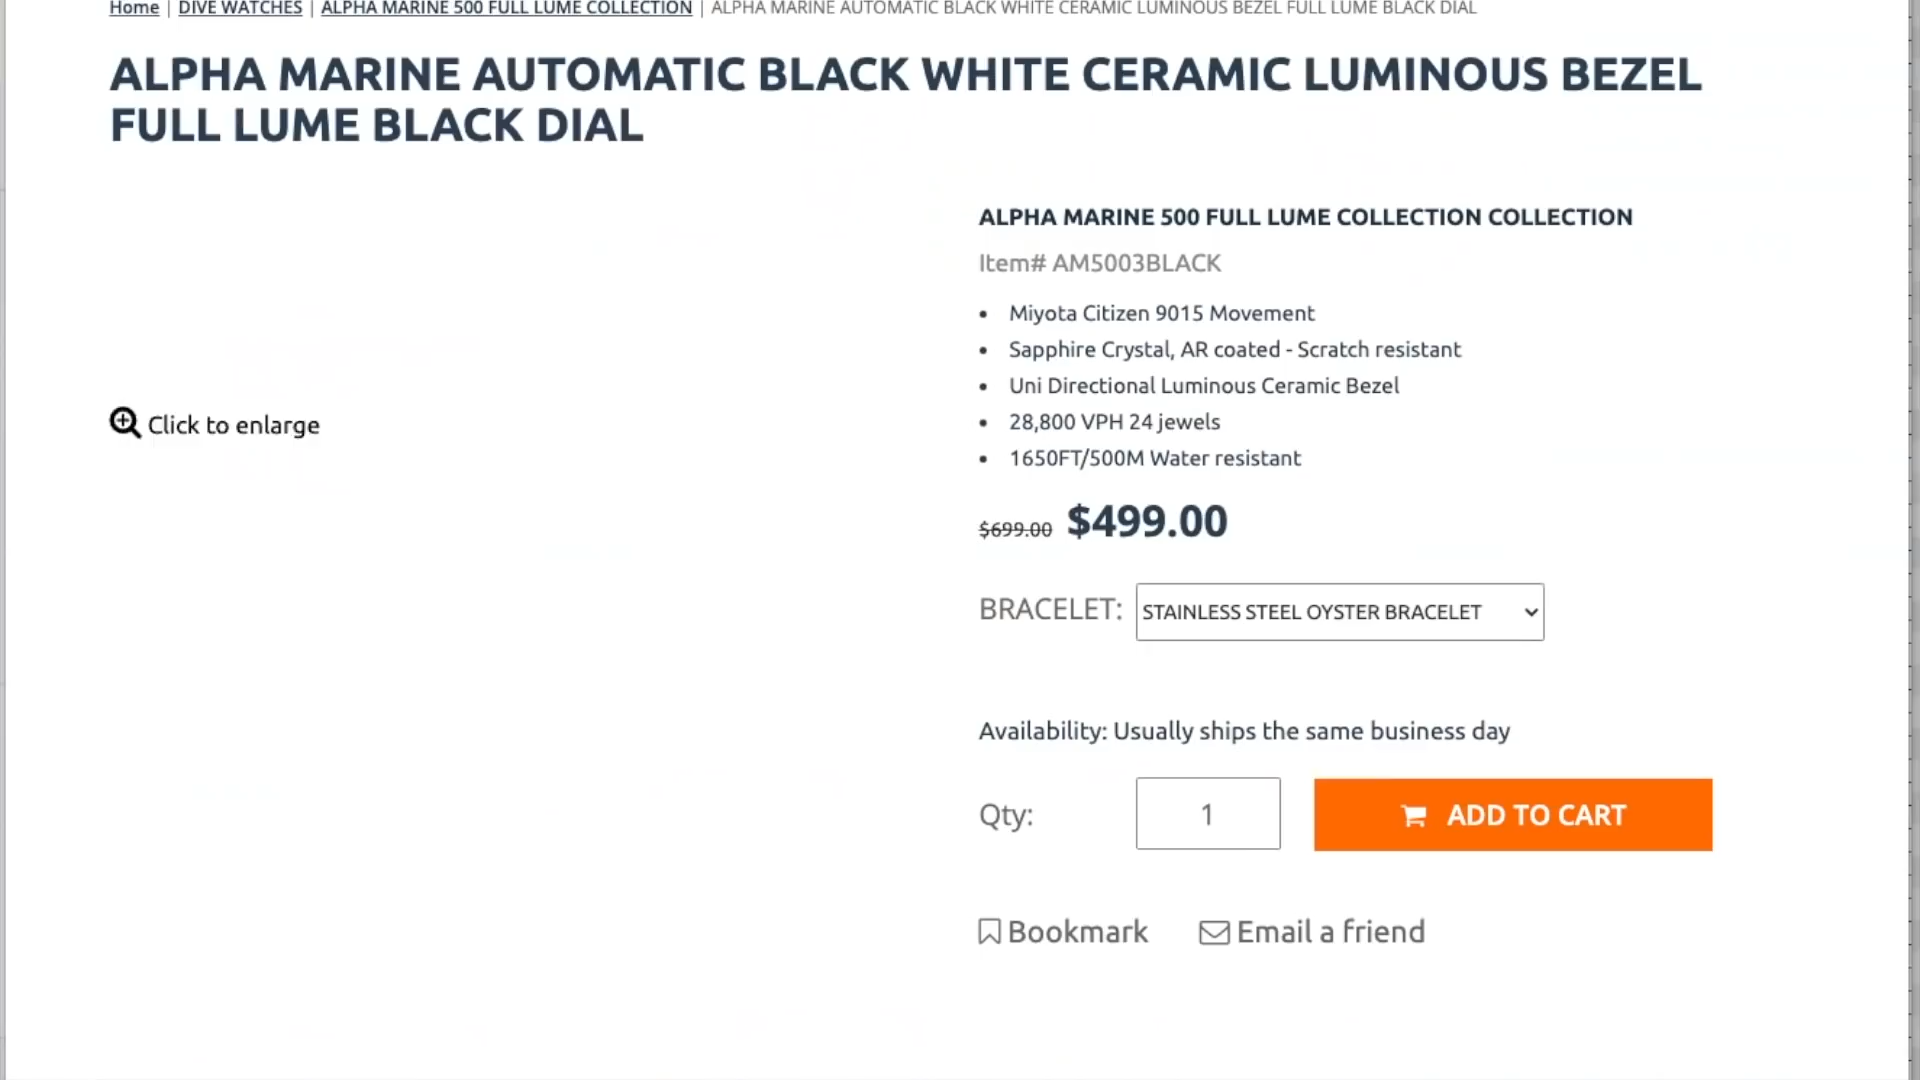 Home | DIVE WATCHES | ALPHA MARINE 500 FULL LUME COLLECTION | ALPHA MARINE AUTOMATIC BLACK WHITE CERAMIC LUMINOUS BEZEL FULL LUME BLACK DIAL
ALPHA MARINE AUTOMATIC BLACK WHITE CERAMIC LUMINOUS BEZEL
FULL LUME BLACK DIAL
ALPHA MARINE 500 FULL LUME COLLECTION COLLECTION
Item# AM5003BLACK
• Miyota Citizen 9015 Movement
• Sapphire Crystal, AR coated - Scratch resistant
• Uni Directional Luminous Ceramic Bezel
• 28,800 VPH 24 jewels
• 1650FT/500M Water resistant
Click to enlarge
$699.00 $499.00
BRACELET: STAINLESS STEEL OYSTER BRACELET
Availability: Usually ships the same business day
Qty: 1 ADD TO CART
Bookmark Email a friend